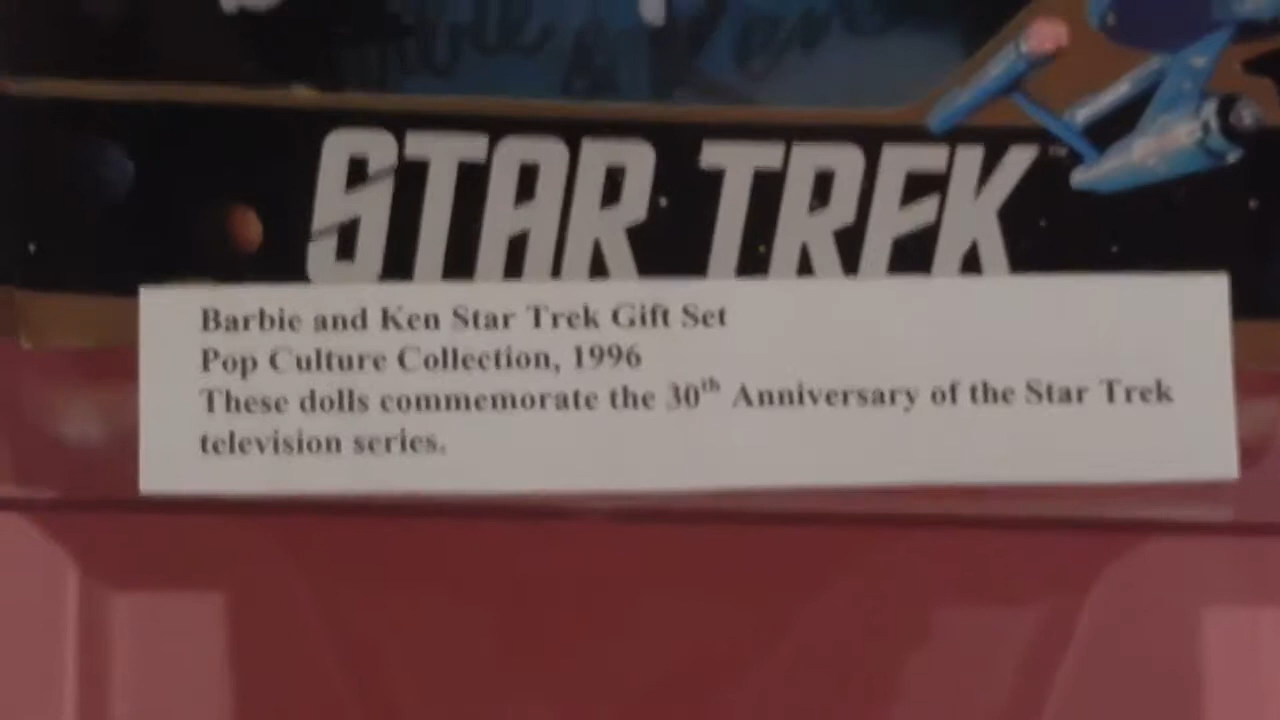 STAR TREK™
Barbie and Ken Star Trek Gift Set
Pop Culture Collection, 1996
These dolls commemorate the 30th Anniversary of the Star Trek
television series.